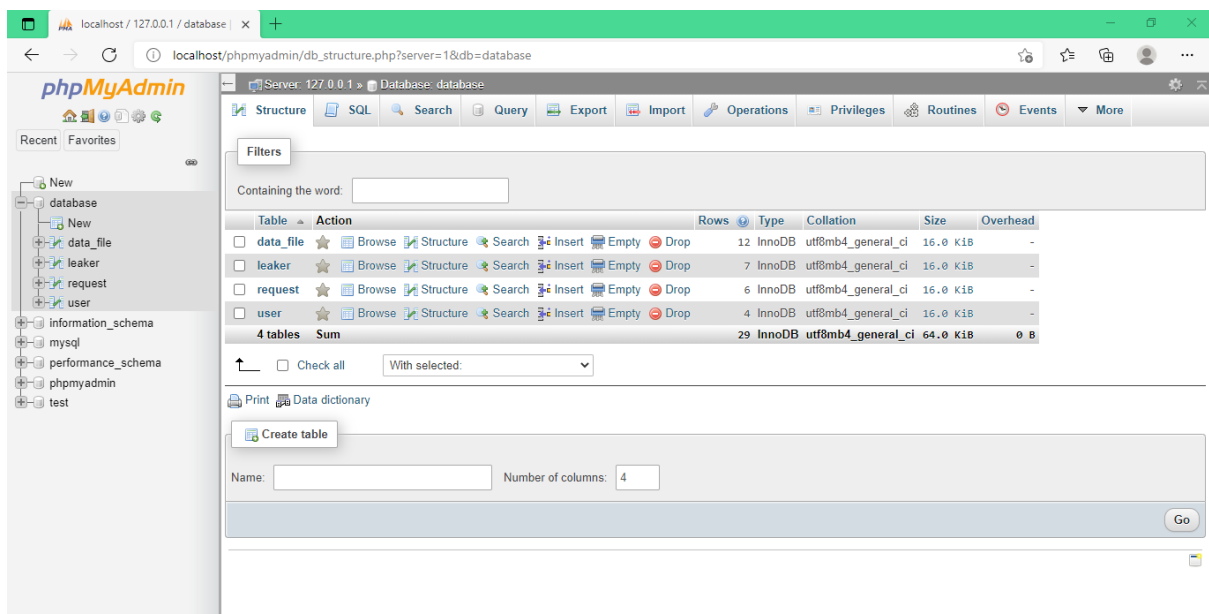 localhost / 127.0.0.1 / database |
localhost/phpmyadmin/db_structure.php?server=1&db=database
phpMyAdmin
Recent Favorites
New
database
New
data_file
leaker
request
user
information_schema
mysql
performance_schema
phpmyadmin
test
Server: 127.0.0.1 » Database: database
Structure SQL Search Query Export Import Operations Privileges Routines Events More
Filters
Containing the word:
Table Action Rows Type Collation Size Overhead
data_file Browse Structure Search Insert Empty Drop 12 InnoDB utf8mb4_general_ci 16.0 KiB -
leaker Browse Structure Search Insert Empty Drop 7 InnoDB utf8mb4_general_ci 16.0 KiB -
request Browse Structure Search Insert Empty Drop 6 InnoDB utf8mb4_general_ci 16.0 KiB -
user Browse Structure Search Insert Empty Drop 4 InnoDB utf8mb4_general_ci 16.0 KiB -
4 tables Sum 29 InnoDB utf8mb4_general_ci 64.0 KiB 0 B
Check all With selected:
Print Data dictionary
Create table
Name: Number of columns: 4
Go